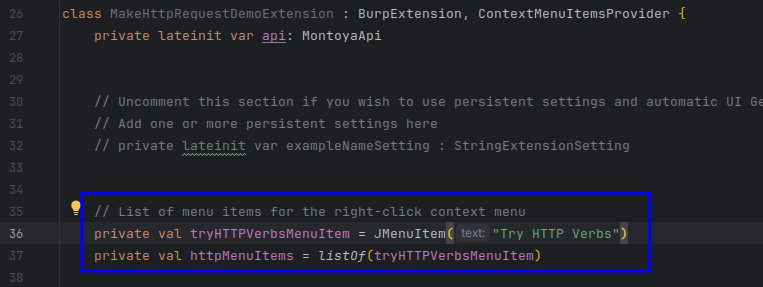 26 class MakeHttpRequestDemoExtension : BurpExtension, ContextMenuItemsProvider {
27 private lateinit var api: MontoyaApi
28
29
30 // Uncomment this section if you wish to use persistent settings and automatic UI Ge
31 // Add one or more persistent settings here
32 // private lateinit var exampleNameSetting : StringExtensionSetting
33
34
35 // List of menu items for the right-click context menu
36 private val tryHTTPVerbsMenuItem = JMenuItem( text: "Try HTTP Verbs")
37 private val httpMenuItems = listOf(tryHTTPVerbsMenuItem)
38